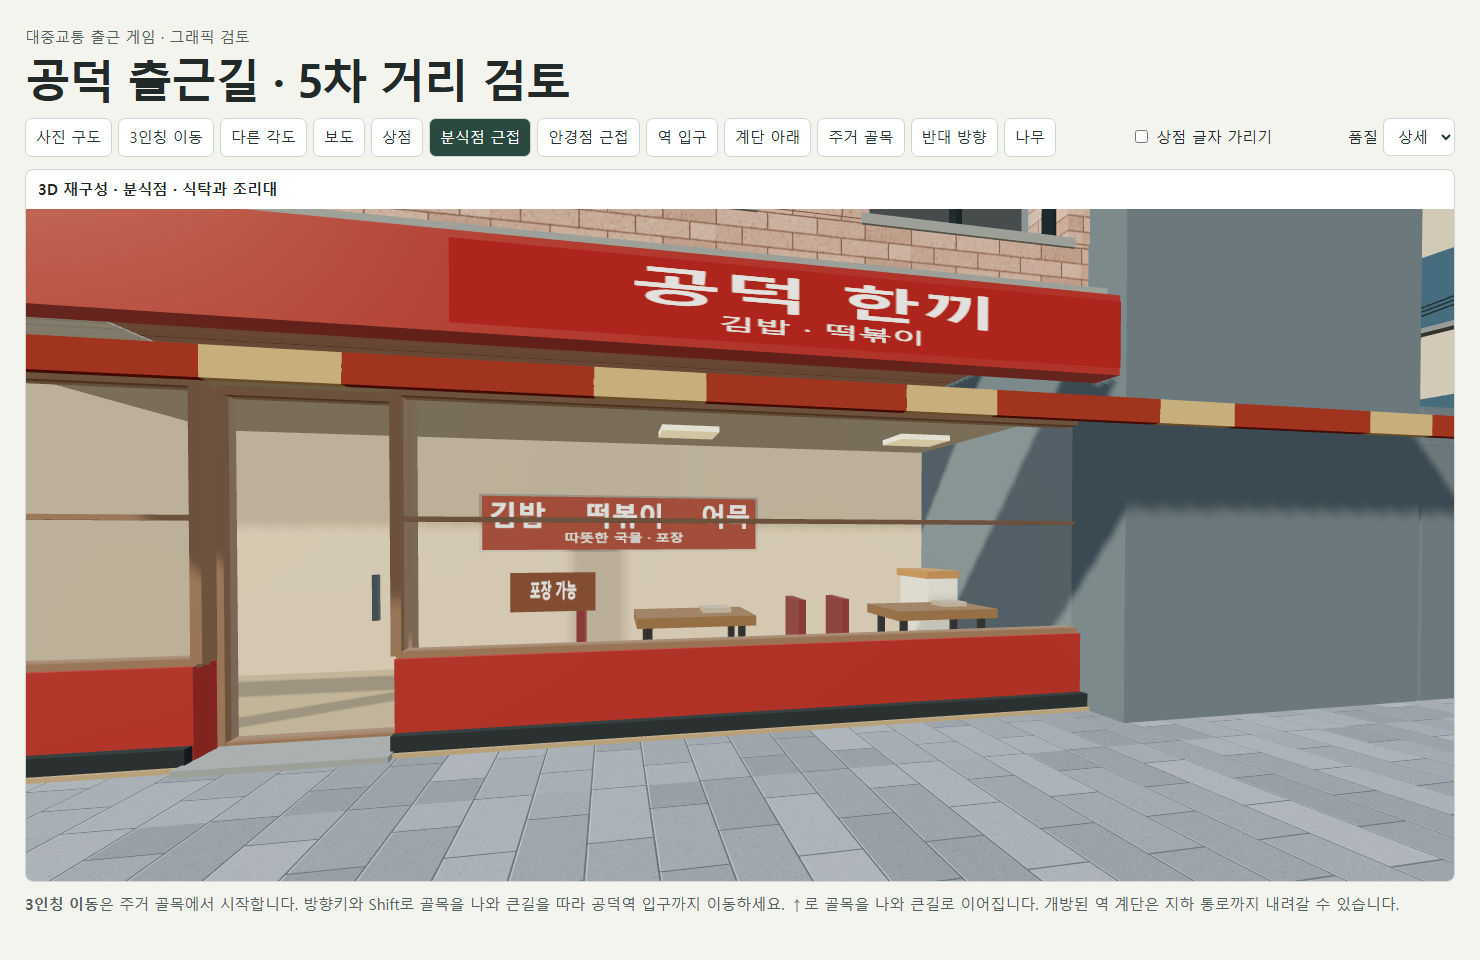 대중교통 출근 게임 · 그래픽 검토
공덕 출근길 · 5차 거리 검토
사진 구도 3인칭 이동 다른 각도 보도 상점 분식점 근접 안경점 근접 역 입구 계단 아래 주거 골목 반대 방향 나무 상점 글자 가리기 품질 상세
3D 재구성 · 분식점 · 식탁과 조리대
공덕 한끼
김밥 · 떡볶이
김밥 떡볶이 어묵
따뜻한 국물 · 포장
포장 가능
3인칭 이동은 주거 골목에서 시작합니다. 방향키와 Shift로 골목을 나와 큰길을 따라 공덕역 입구까지 이동하세요. ↑로 골목을 나와 큰길로 이어집니다. 개방된 역 계단은 지하 통로까지 내려갈 수 있습니다.